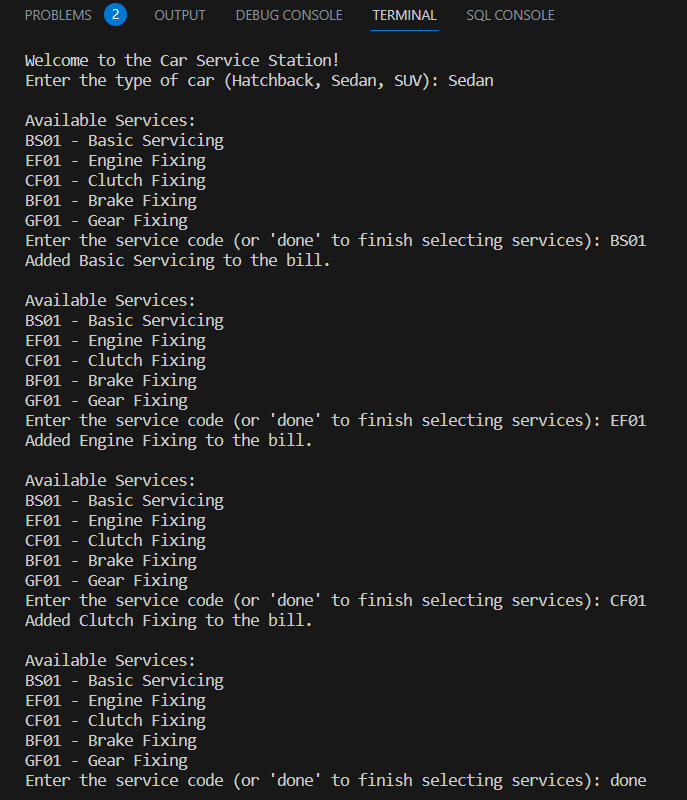 PROBLEMS 2 OUTPUT DEBUG CONSOLE TERMINAL SQL CONSOLE
Welcome to the Car Service Station!
Enter the type of car (Hatchback, Sedan, SUV): Sedan
Available Services:
BS01 - Basic Servicing
EF01 - Engine Fixing
CF01 - Clutch Fixing
BF01 - Brake Fixing
GF01 - Gear Fixing
Enter the service code (or 'done' to finish selecting services): BS01
Added Basic Servicing to the bill.
Available Services:
BS01 - Basic Servicing
EF01 - Engine Fixing
CF01 - Clutch Fixing
BF01 - Brake Fixing
GF01 - Gear Fixing
Enter the service code (or 'done' to finish selecting services): EF01
Added Engine Fixing to the bill.
Available Services:
BS01 - Basic Servicing
EF01 - Engine Fixing
CF01 - Clutch Fixing
BF01 - Brake Fixing
GF01 - Gear Fixing
Enter the service code (or 'done' to finish selecting services): CF01
Added Clutch Fixing to the bill.
Available Services:
BS01 - Basic Servicing
EF01 - Engine Fixing
CF01 - Clutch Fixing
BF01 - Brake Fixing
GF01 - Gear Fixing
Enter the service code (or 'done' to finish selecting services): done